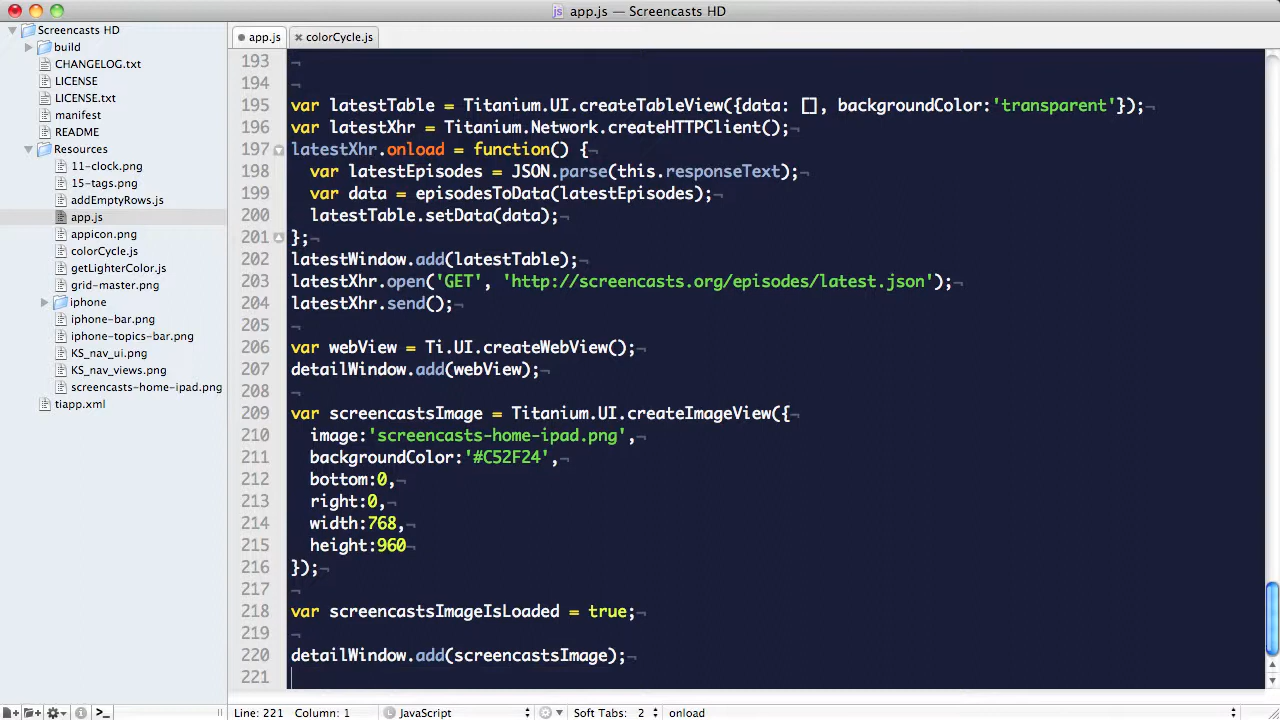 app.js — Screencasts HD
Screencasts HD
build
CHANGELOG.txt
LICENSE
LICENSE.txt
manifest
README
Resources
11-clock.png
15-tags.png
addEmptyRows.js
app.js
appicon.png
colorCycle.js
getLighterColor.js
grid-master.png
iphone
iphone-bar.png
iphone-topics-bar.png
KS_nav_ui.png
KS_nav_views.png
screencasts-home-ipad.png
tiapp.xml
app.js
colorCycle.js
193 ¬
194 ¬
195 var latestTable = Titanium.UI.createTableView({data: [], backgroundColor:'transparent'});¬
196 var latestXhr = Titanium.Network.createHTTPClient();¬
197 latestXhr.onload = function() {¬
198   var latestEpisodes = JSON.parse(this.responseText);¬
199   var data = episodesToData(latestEpisodes);¬
200   latestTable.setData(data);¬
201 };¬
202 latestWindow.add(latestTable);¬
203 latestXhr.open('GET', 'http://screencasts.org/episodes/latest.json');¬
204 latestXhr.send();¬
205 ¬
206 var webView = Ti.UI.createWebView();¬
207 detailWindow.add(webView);¬
208 ¬
209 var screencastsImage = Titanium.UI.createImageView({¬
210   image:'screencasts-home-ipad.png',¬
211   backgroundColor:'#C52F24',¬
212   bottom:0,¬
213   right:0,¬
214   width:768,¬
215   height:960¬
216 });¬
217 ¬
218 var screencastsImageIsLoaded = true;¬
219 ¬
220 detailWindow.add(screencastsImage);¬
221
Line: 221 Column: 1 JavaScript Soft Tabs: 2 onload